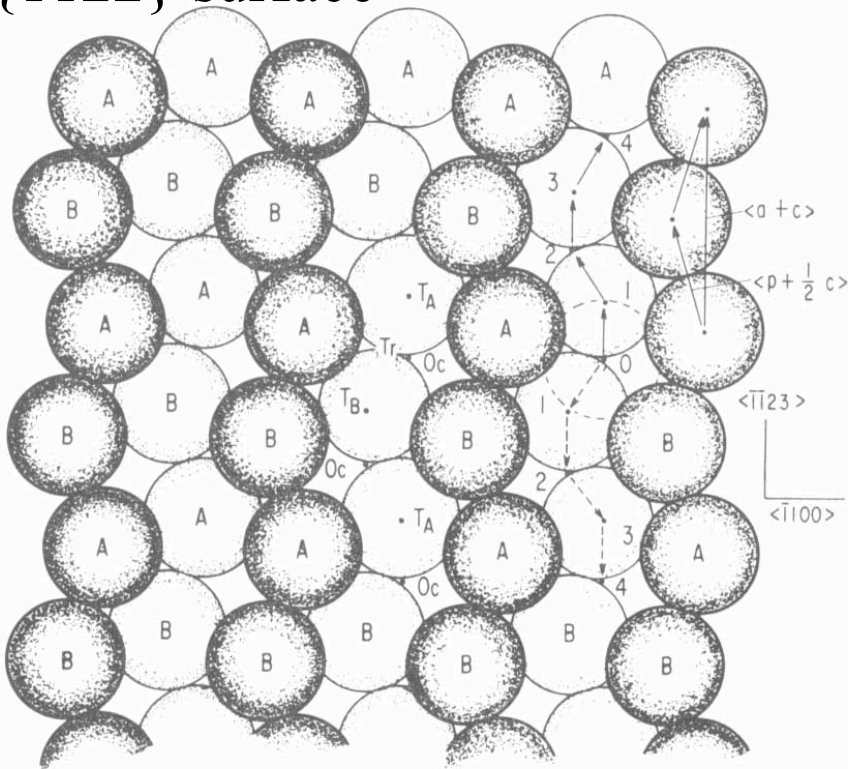 surface
A A A
A A A
4
B B 3
B B B <a + c>
2
A T_A 1 <p + 1/2 c>
A A A
Tr Oc 0
B T_B 1 <1̅1̅23>
B B B B
Oc 2
A T_A 3 <1̅100>
A A A A
Oc 4
B B B
B B B B